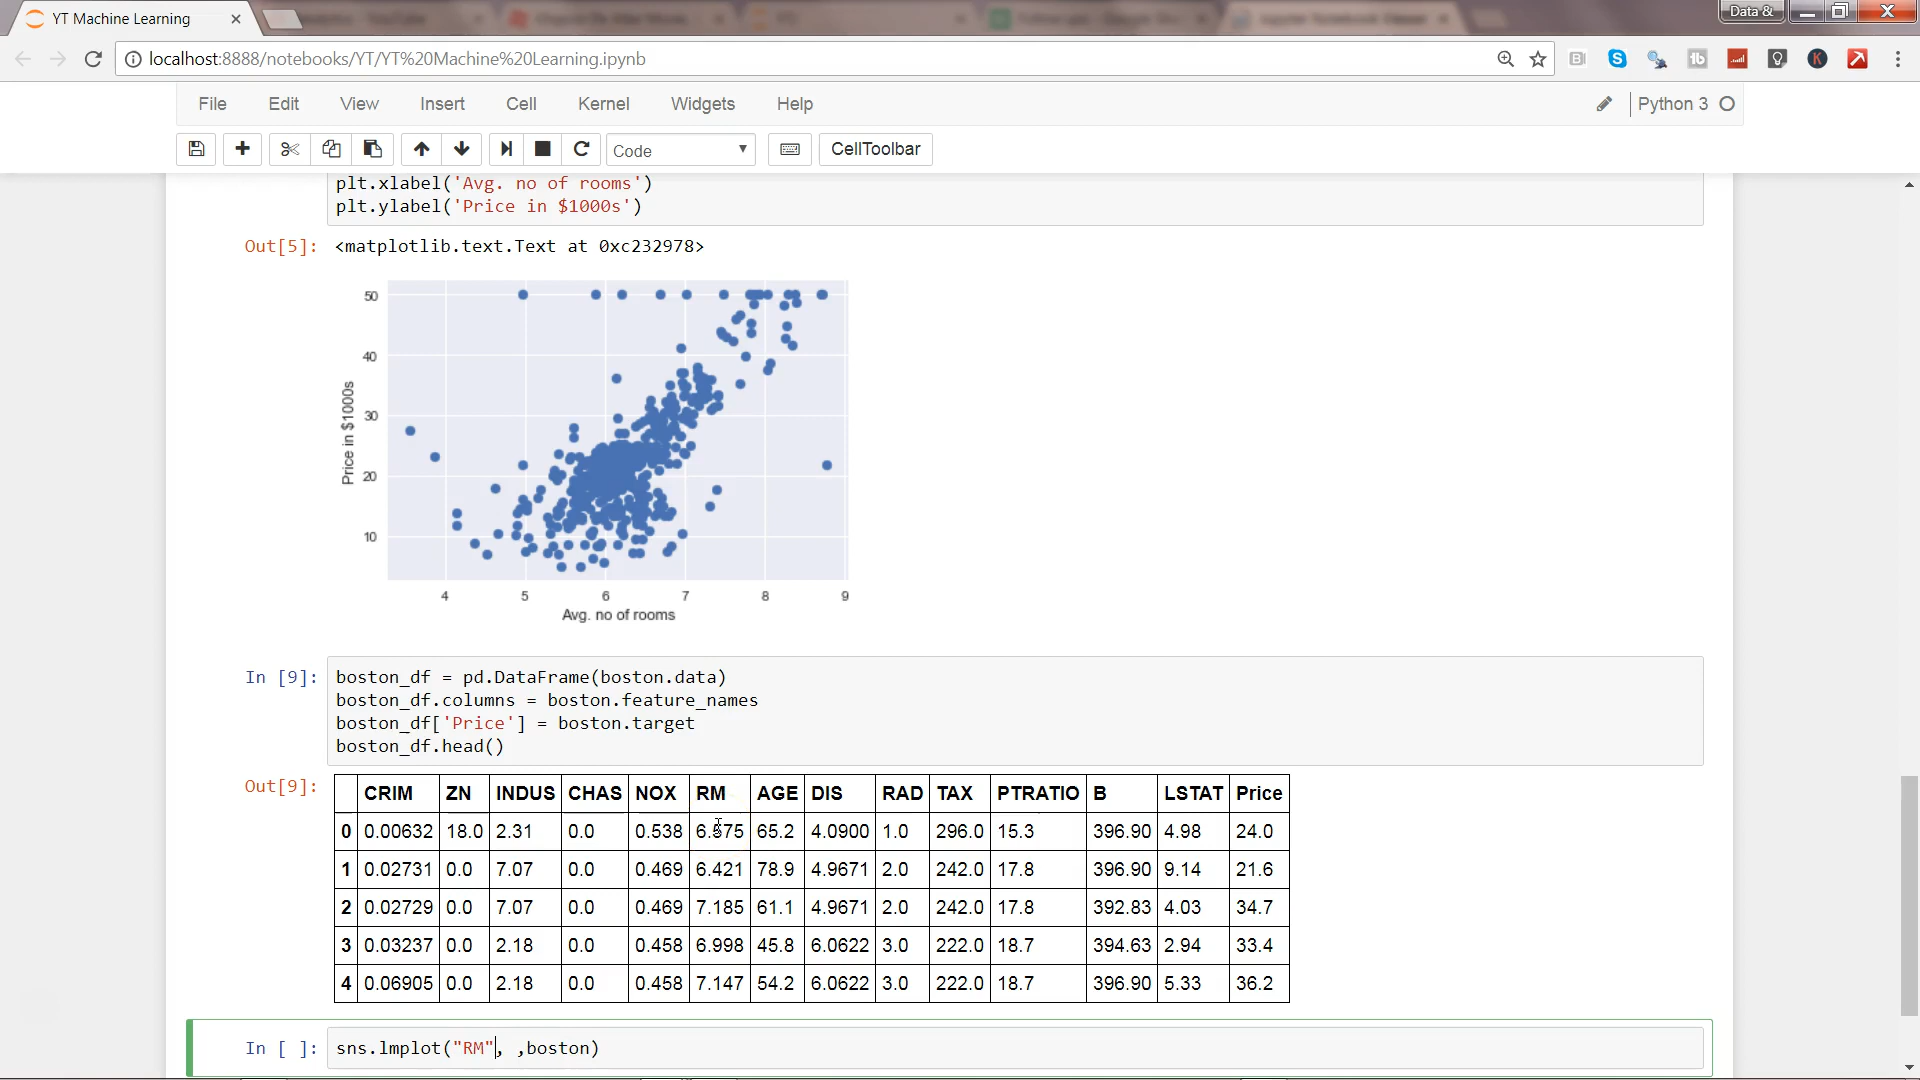 YT Machine Learning
Data &
localhost:8888/notebooks/YT/YT%20Machine%20Learning.ipynb
File Edit View Insert Cell Kernel Widgets Help
Python 3
Code
CellToolbar
plt.xlabel('Avg. no of rooms')
plt.ylabel('Price in $1000s')
Out[5]: <matplotlib.text.Text at 0xc232978>
50
40
30
20
10
Price in $1000s
4 5 6 7 8 9
Avg. no of rooms
In [9]: boston_df = pd.DataFrame(boston.data)
boston_df.columns = boston.feature_names
boston_df['Price'] = boston.target
boston_df.head()
Out[9]:
CRIM ZN INDUS CHAS NOX RM AGE DIS RAD TAX PTRATIO B LSTAT Price
0 0.00632 18.0 2.31 0.0 0.538 6.575 65.2 4.0900 1.0 296.0 15.3 396.90 4.98 24.0
1 0.02731 0.0 7.07 0.0 0.469 6.421 78.9 4.9671 2.0 242.0 17.8 396.90 9.14 21.6
2 0.02729 0.0 7.07 0.0 0.469 7.185 61.1 4.9671 2.0 242.0 17.8 392.83 4.03 34.7
3 0.03237 0.0 2.18 0.0 0.458 6.998 45.8 6.0622 3.0 222.0 18.7 394.63 2.94 33.4
4 0.06905 0.0 2.18 0.0 0.458 7.147 54.2 6.0622 3.0 222.0 18.7 396.90 5.33 36.2
In [ ]: sns.lmplot("RM", ,boston)